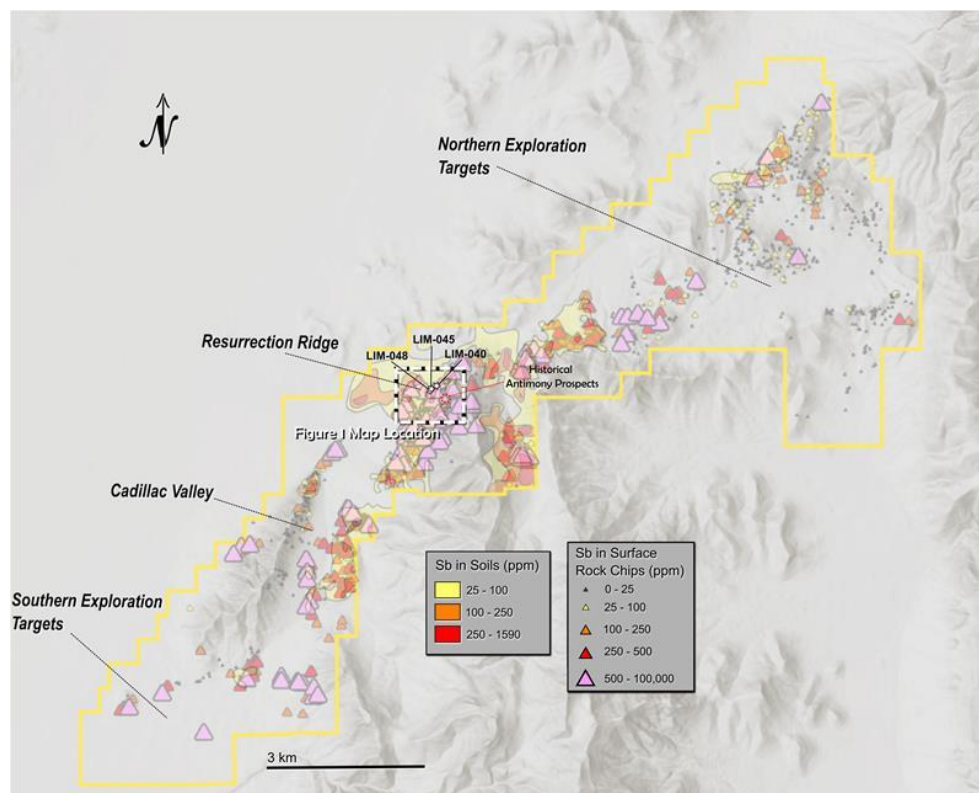 N
Northern Exploration
Targets
Resurrection Ridge
LIM-045
LIM-048
LIM-040
Historical
Antimony Prospects
Figure 1 Map Location
Cadillac Valley
Southern Exploration
Targets
Sb in Soils (ppm)
25 - 100
100 - 250
250 - 1590
Sb in Surface
Rock Chips (ppm)
0 - 25
25 - 100
100 - 250
250 - 500
500 - 100,000
3 km